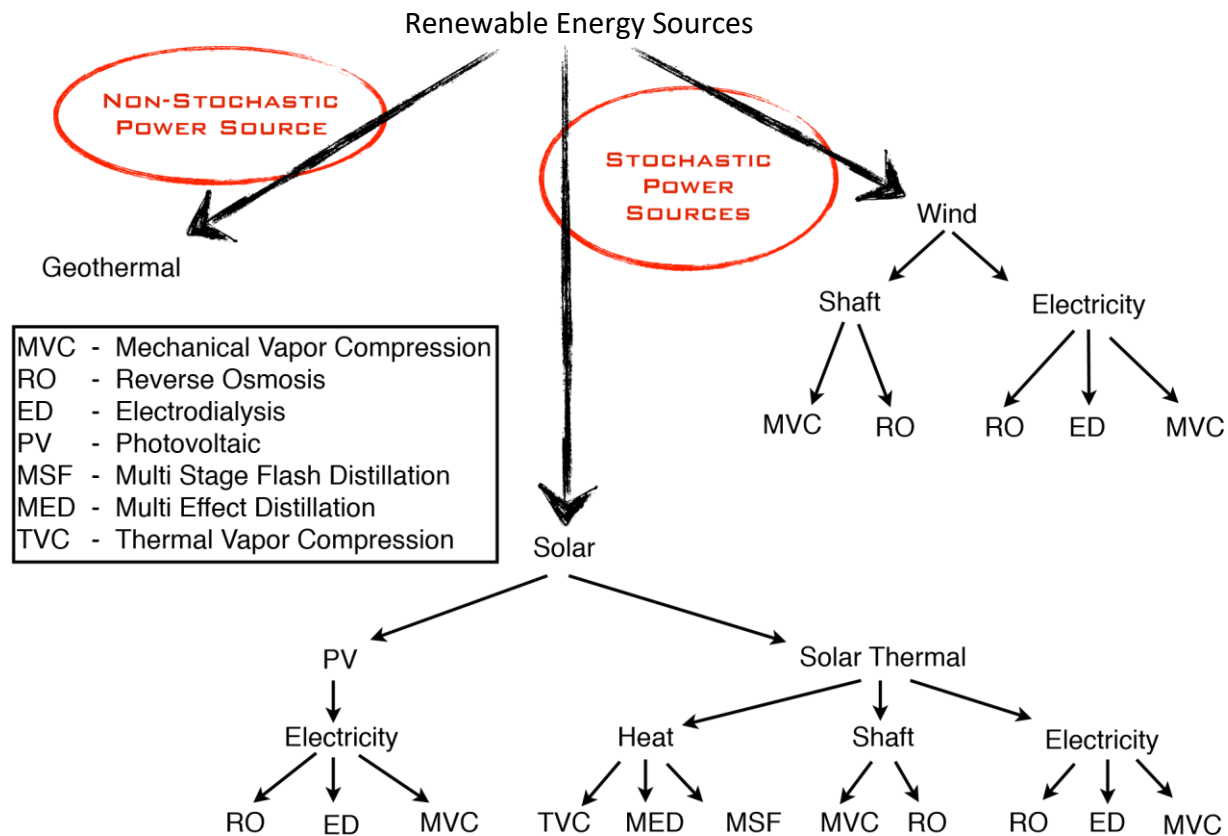 Renewable Energy Sources
NON-STOCHASTIC
POWER SOURCE
STOCHASTIC
POWER
SOURCES
Geothermal
Wind
Shaft Electricity
MVC RO RO ED MVC
MVC - Mechanical Vapor Compression
RO - Reverse Osmosis
ED - Electrodialysis
PV - Photovoltaic
MSF - Multi Stage Flash Distillation
MED - Multi Effect Distillation
TVC - Thermal Vapor Compression
Solar
PV Solar Thermal
Electricity Heat Shaft Electricity
RO ED MVC TVC MED MSF MVC RO RO ED MVC